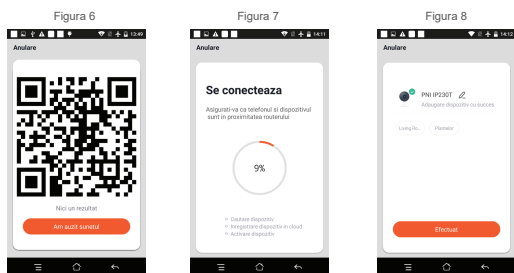 Figura 6
Figura 7
Figura 8
13:49
Anulare
Nici un rezultat
Am auzit sunetul
14:11
Anulare
Se conecteaza
Asigurati-va ca telefonul si dispozitivul
sunt in proximitatea routerului
9%
Cautare dispozitiv
Inregistrale dispozitiv in cloud
Activare dispozitiv
14:12
Anulare
PNI IP230T
Adaugare dispozitiv cu succes
Living Ro...
Plantelor
Efectuat